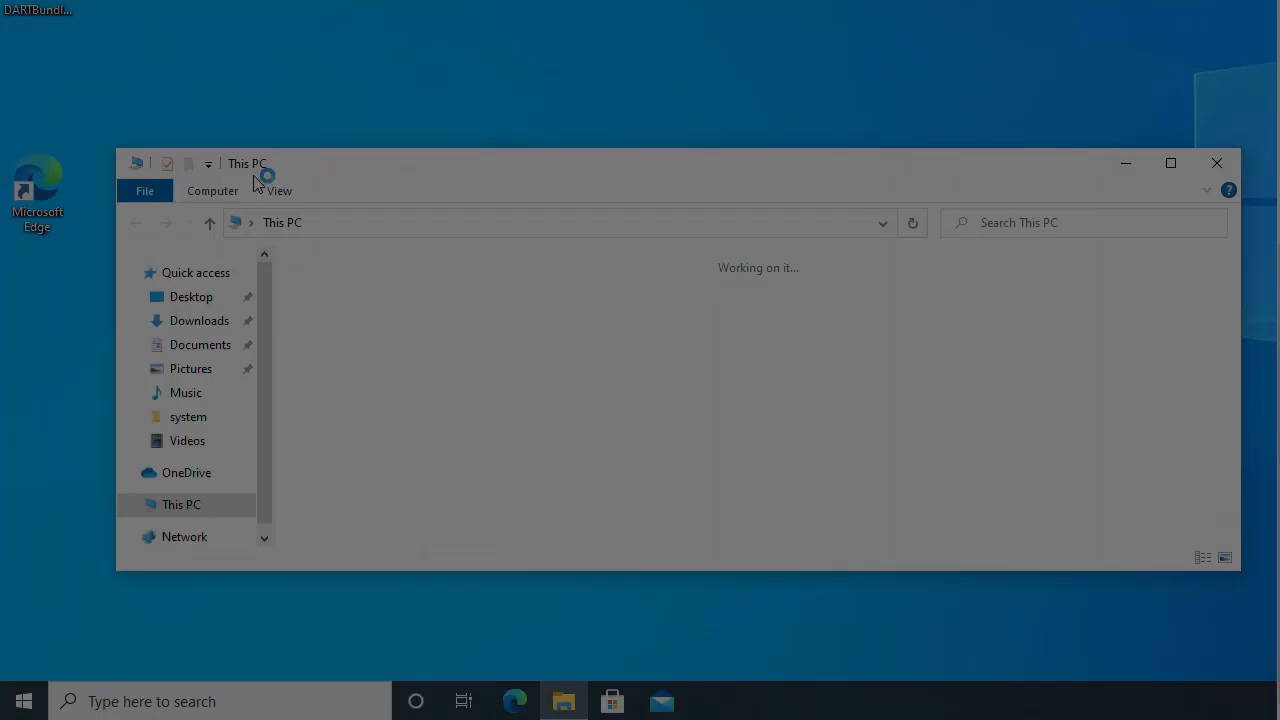 DARTBundl...
Microsoft
Edge
This PC
File
Computer
View
This PC
Search This PC
Working on it...
Quick access
Desktop
Downloads
Documents
Pictures
Music
system
Videos
OneDrive
This PC
Network
Type here to search